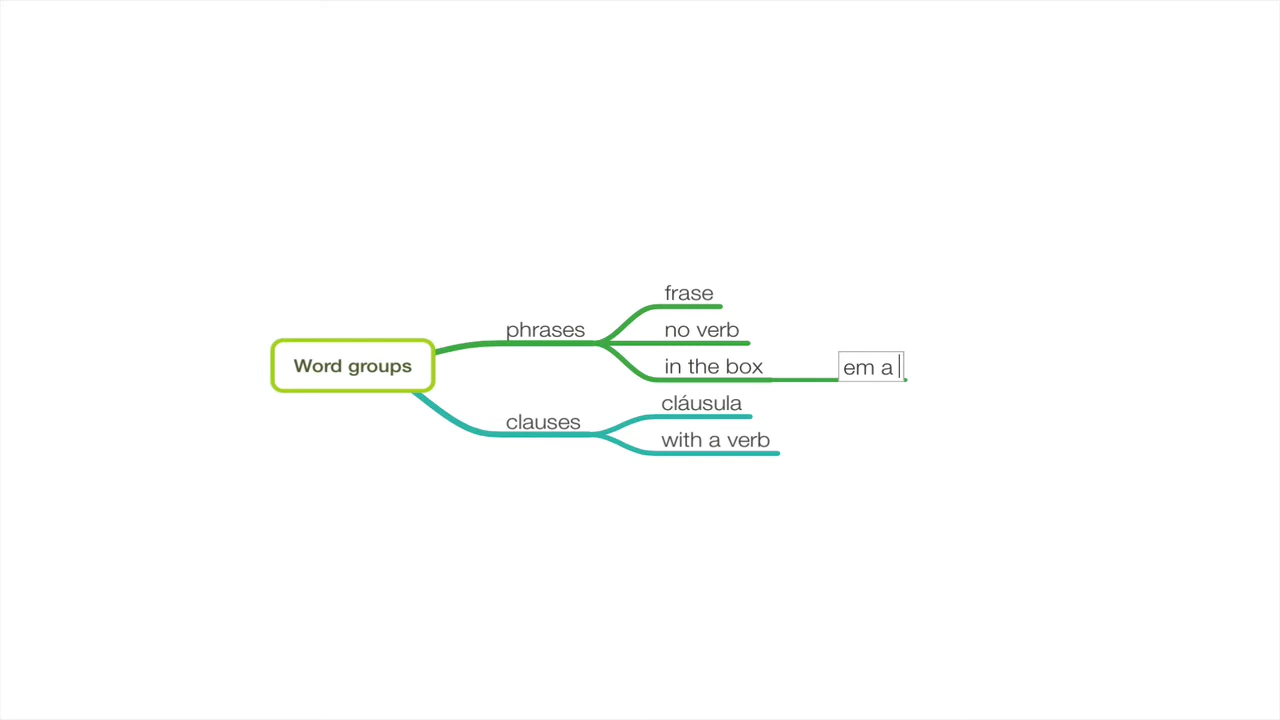 Word groups
phrases
frase
no verb
in the box
em a
clauses
cláusula
with a verb